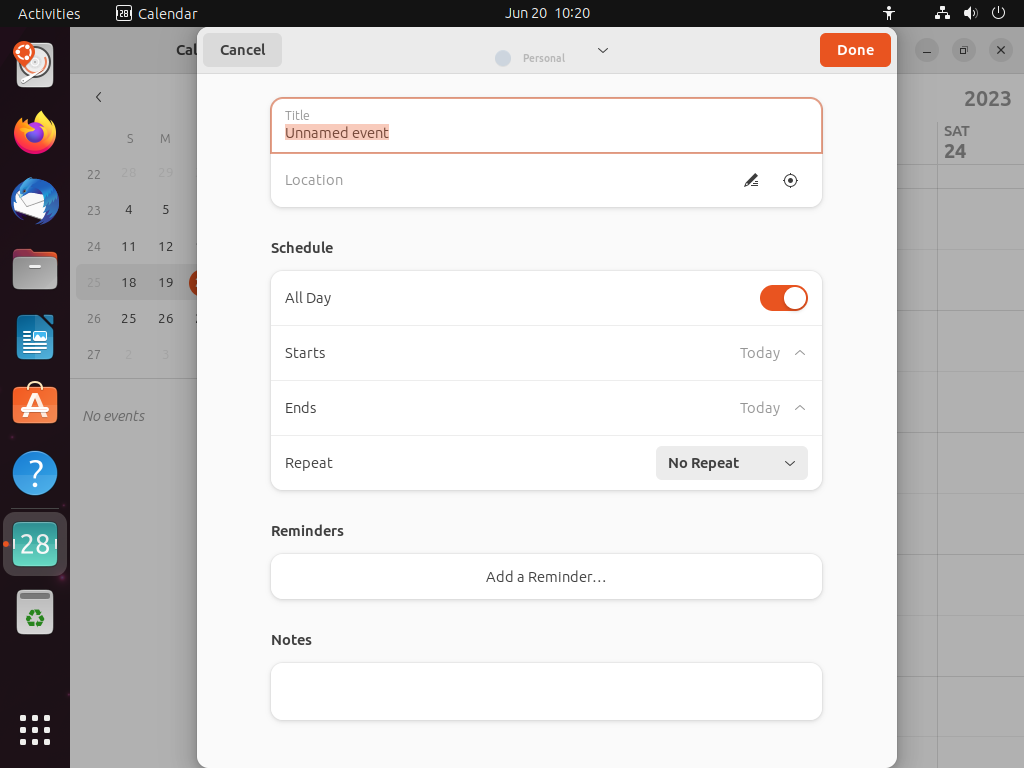 Activities
Calendar
Jun 20 10:20
Cal
Cancel
Personal
Done
2023
S M
SAT
24
22 28 29
23 4 5
24 11 12
25 18 19
26 25 26
27 2 3
No events
Title
Unnamed event
Location
Schedule
All Day
Starts
Today
Ends
Today
Repeat
No Repeat
Reminders
Add a Reminder…
Notes
28